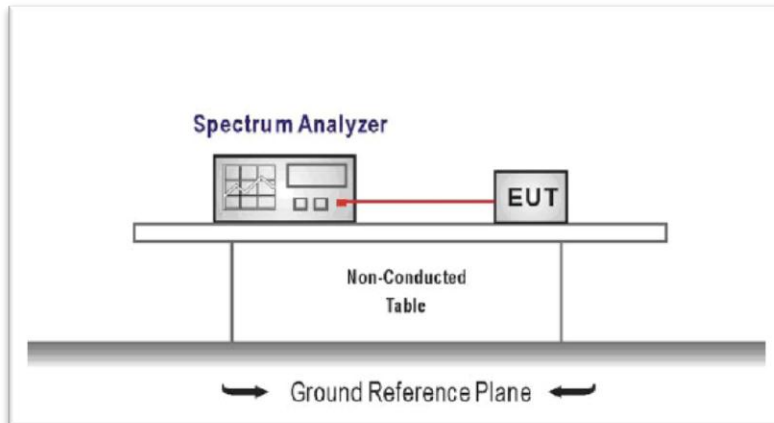 Spectrum Analyzer
EUT
Non-Conducted
Table
Ground Reference Plane